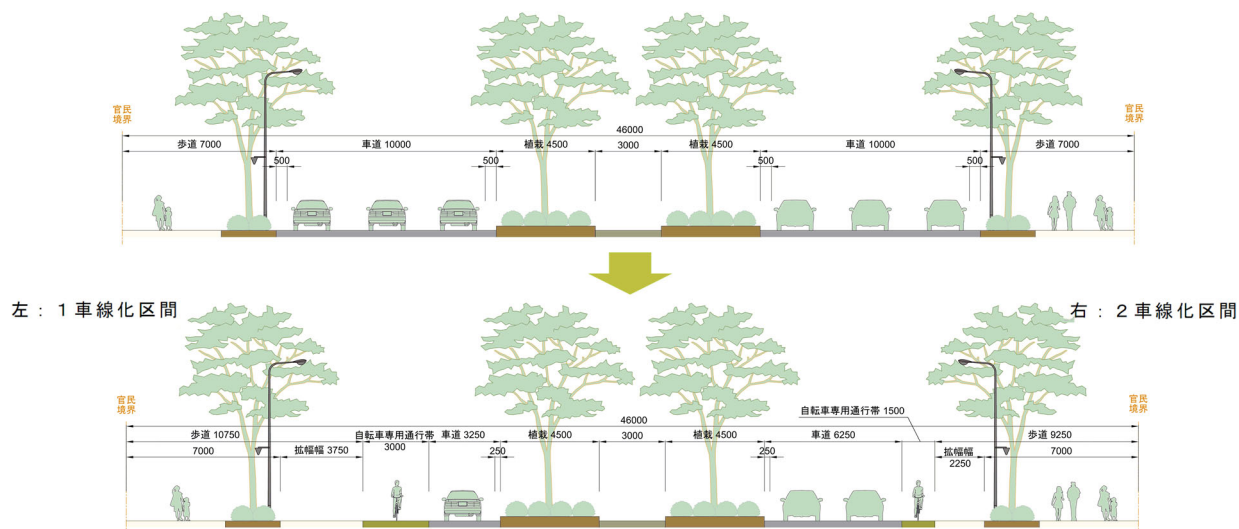 官民
境界
官民
境界
46000
歩道 7000
車道 10000
植栽 4500
3000
植栽 4500
車道 10000
歩道 7000
500
500
500
500
左：１車線化区間
右：２車線化区間
官民
境界
官民
境界
自転車専用通行帯 1500
46000
歩道 10750
自転車専用通行帯
3000
車道 3250
植栽 4500
3000
植栽 4500
車道 6250
歩道 9250
7000
拡幅幅 3750
250
250
拡幅幅
2250
7000